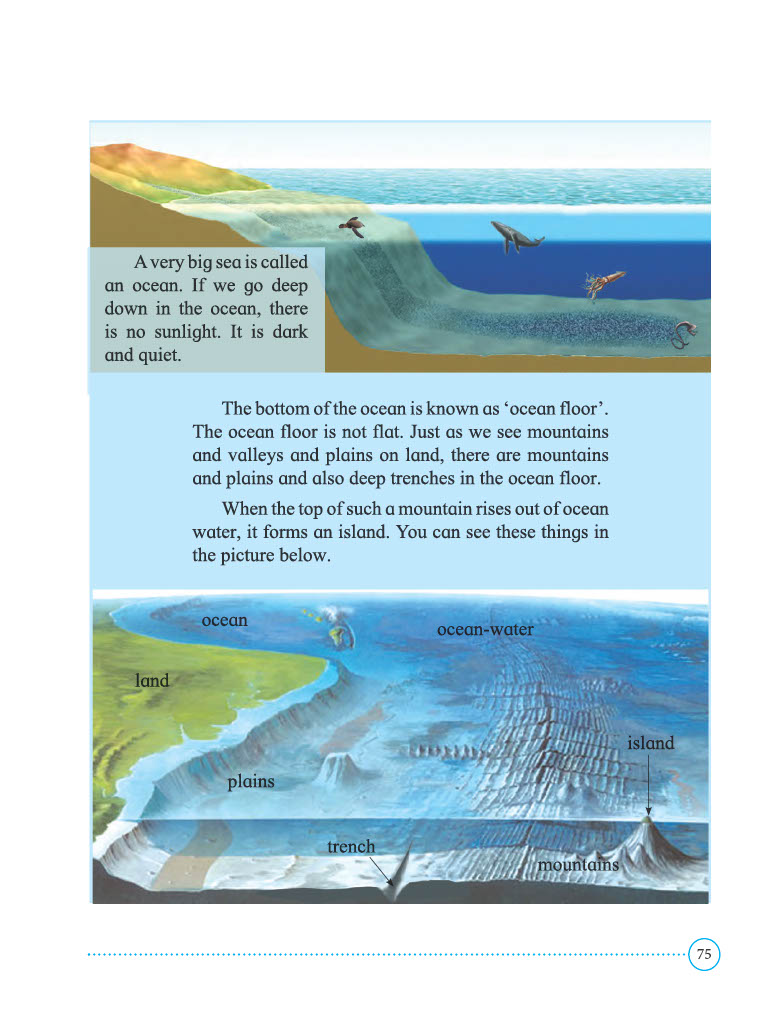 A very big sea is called
an ocean. If we go deep
down in the ocean, there
is no sunlight. It is dark
and quiet.
The bottom of the ocean is known as ‘ocean floor’.
The ocean floor is not flat. Just as we see mountains
and valleys and plains on land, there are mountains
and plains and also deep trenches in the ocean floor.
When the top of such a mountain rises out of ocean
water, it forms an island. You can see these things in
the picture below.
ocean
ocean-water
land
island
plains
trench
mountains
75